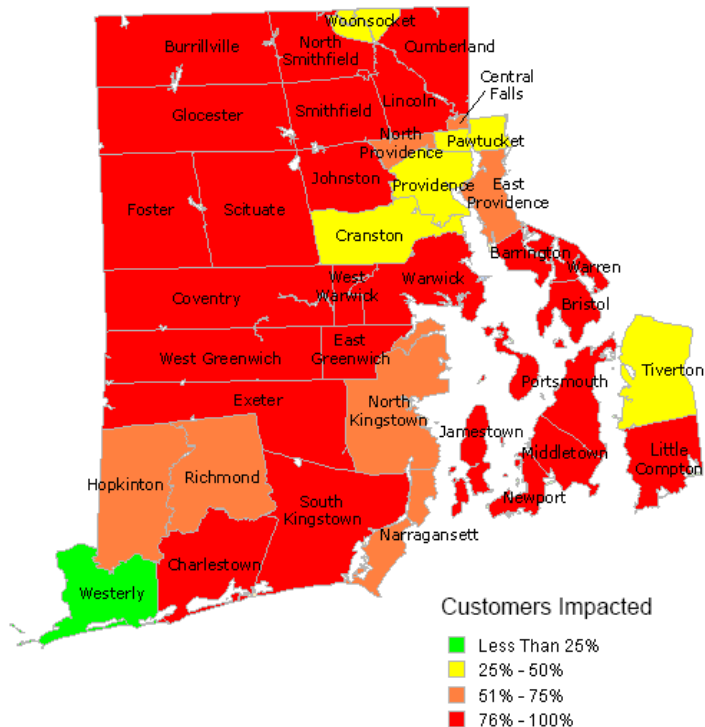 Woonsocket
Burrillville
North
Smithfield
Cumberland
Central
Falls
Glocester
Smithfield
Lincoln
North
Providence
Pawtucket
Johnston
Providence
East
Providence
Foster
Scituate
Cranston
Barrington
Warren
West
Warwick
Warwick
Coventry
Bristol
East
Greenwich
West Greenwich
Tiverton
Portsmouth
Exeter
North
Kingstown
Jamestown
Middletown
Little
Compton
Hopkinton
Richmond
South
Kingstown
Newport
Narragansett
Charlestown
Westerly
Customers Impacted
Less Than 25%
25% - 50%
51% - 75%
76% - 100%